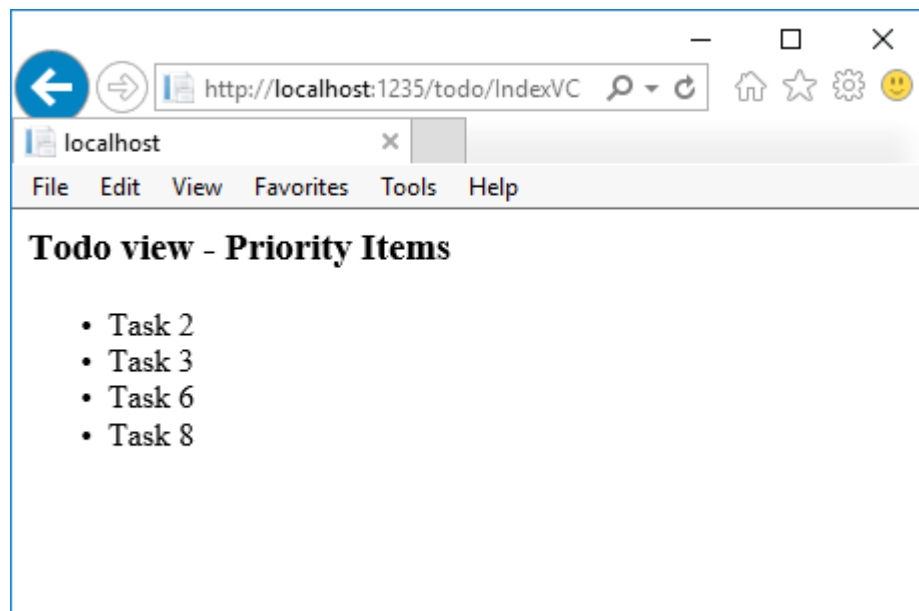 http://localhost:1235/todo/IndexVC
localhost
File Edit View Favorites Tools Help
Todo view - Priority Items
• Task 2
• Task 3
• Task 6
• Task 8